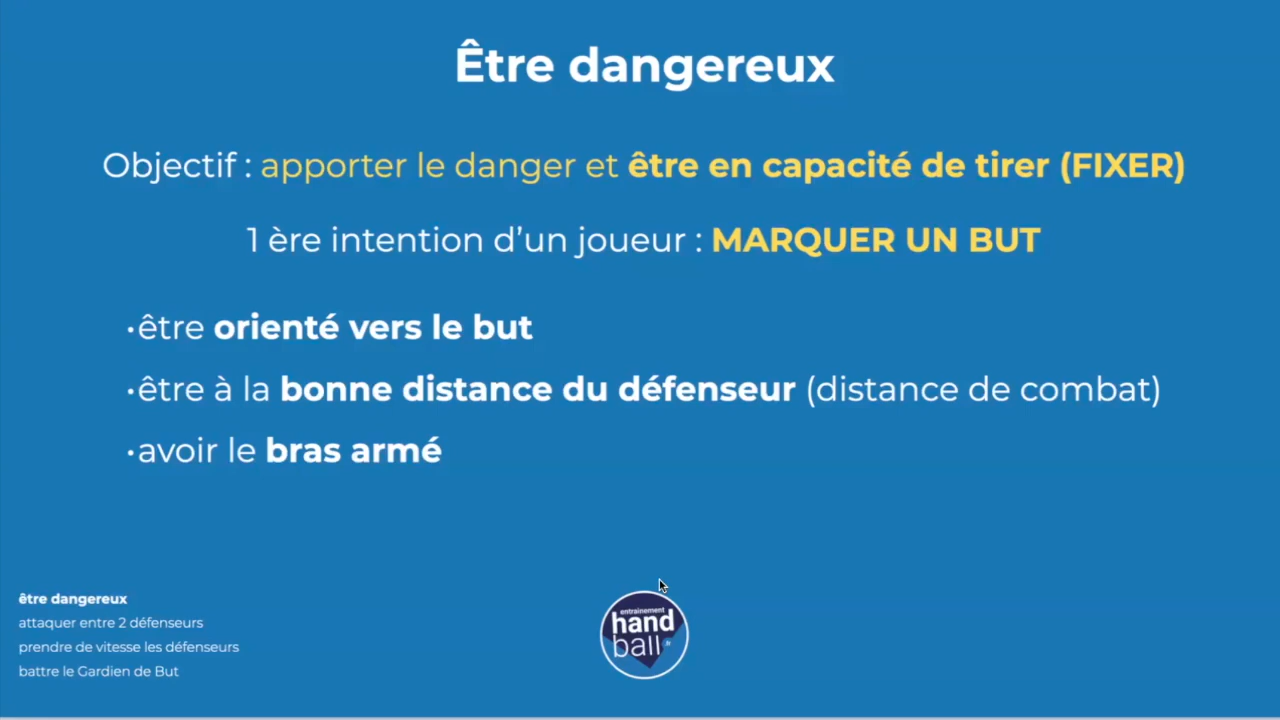 Être dangereux
Objectif : apporter le danger et être en capacité de tirer (FIXER)
1 ère intention d’un joueur : MARQUER UN BUT
•être orienté vers le but
•être à la bonne distance du défenseur (distance de combat)
•avoir le bras armé
être dangereux
attaquer entre 2 défenseurs
prendre de vitesse les défenseurs
battre le Gardien de But
entrainement
hand
ball
.fr